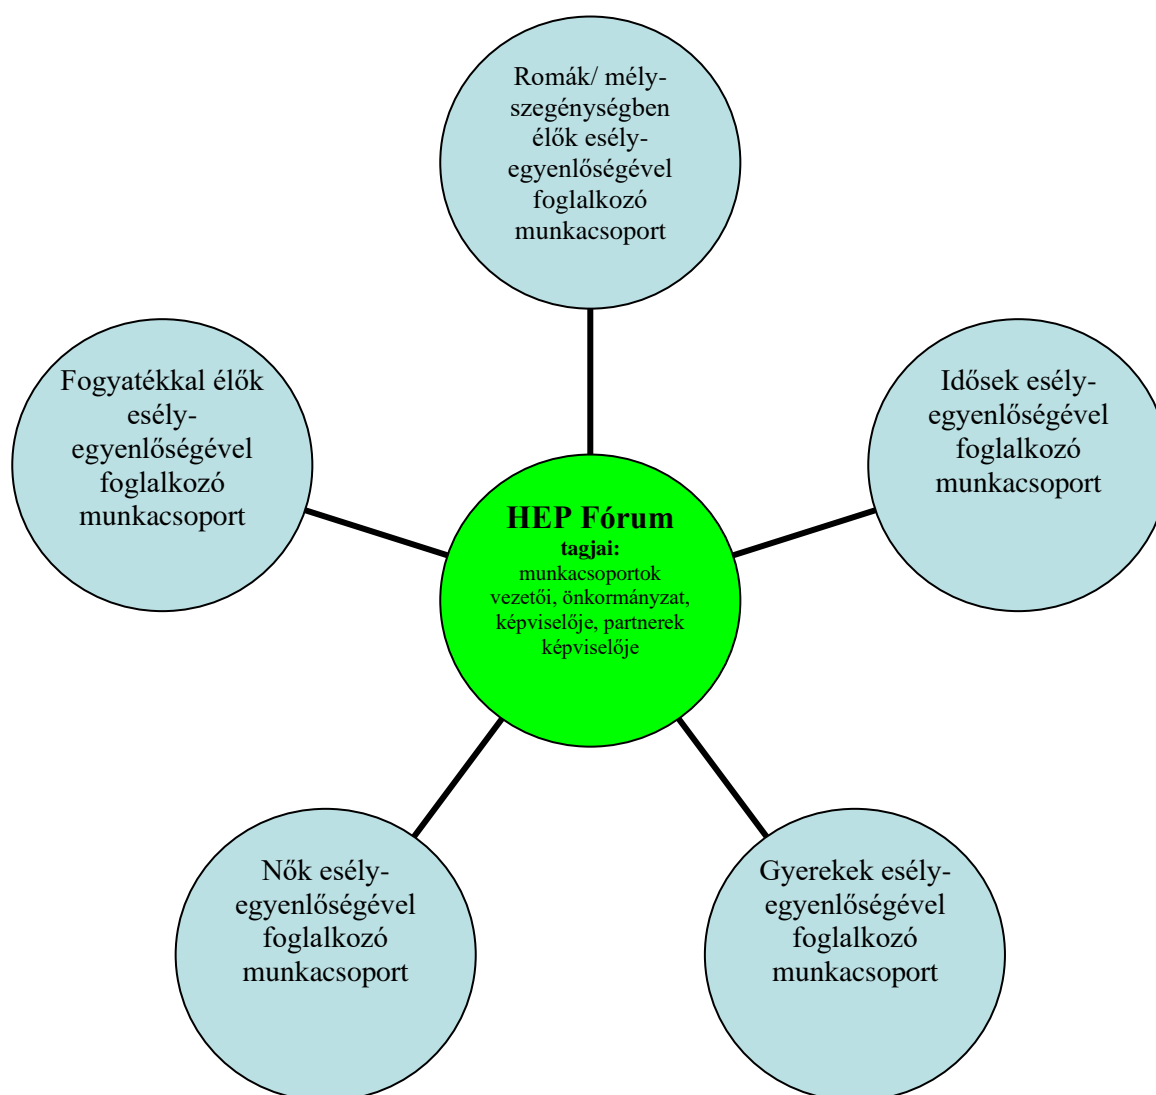 Romák/ mély-
szegénységben
élők esély-
egyenlőségével
foglalkozó
munkacsoport
Fogyatékkal élők
esély-
egyenlőségével
foglalkozó
munkacsoport
Idősek esély-
egyenlőségével
foglalkozó
munkacsoport
HEP Fórum
tagjai:
munkacsoportok
vezetői, önkormányzat,
képviselője, partnerek
képviselője
Nők esély-
egyenlőségével
foglalkozó
munkacsoport
Gyerekek esély-
egyenlőségével
foglalkozó
munkacsoport